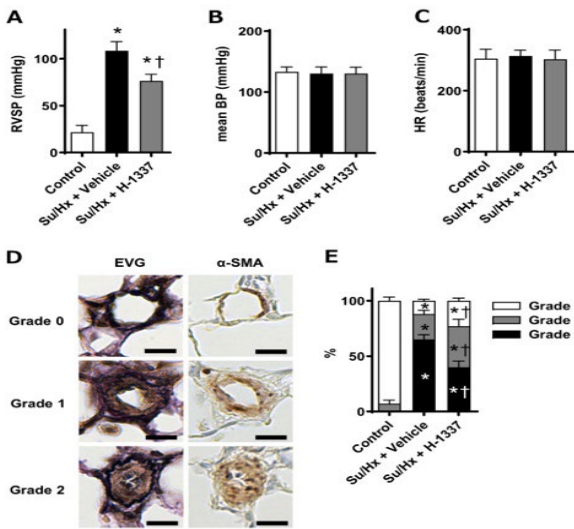 A
RVSP (mmHg)
100
50
0
* 
*†
Control
Su/Hx + Vehicle
Su/Hx + H-1337
B
mean BP (mmHg)
200
150
100
50
0
Control
Su/Hx + Vehicle
Su/Hx + H-1337
C
HR (beats/min)
400
200
0
Control
Su/Hx + Vehicle
Su/Hx + H-1337
D
EVG
α-SMA
Grade 0
Grade 1
Grade 2
E
%
100
50
0
*
*
*
*†
*†
*†
Control
Su/Hx + Vehicle
Su/Hx + H-1337
Grade
Grade
Grade